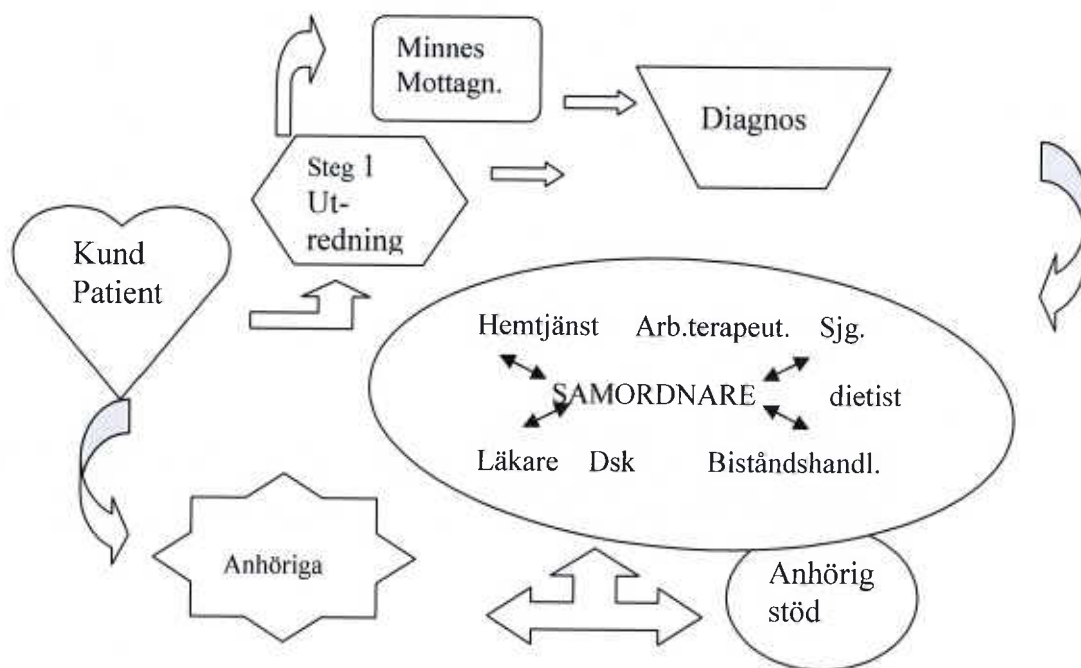 Minnes
Mottagn.
Diagnos
Steg 1
Ut-
redning
Kund
Patient
Hemtjänst Arb.terapeut. Sjg.
SAMORDNARE dietist
Läkare Dsk Biståndshandl.
Anhöriga
Anhörig
stöd